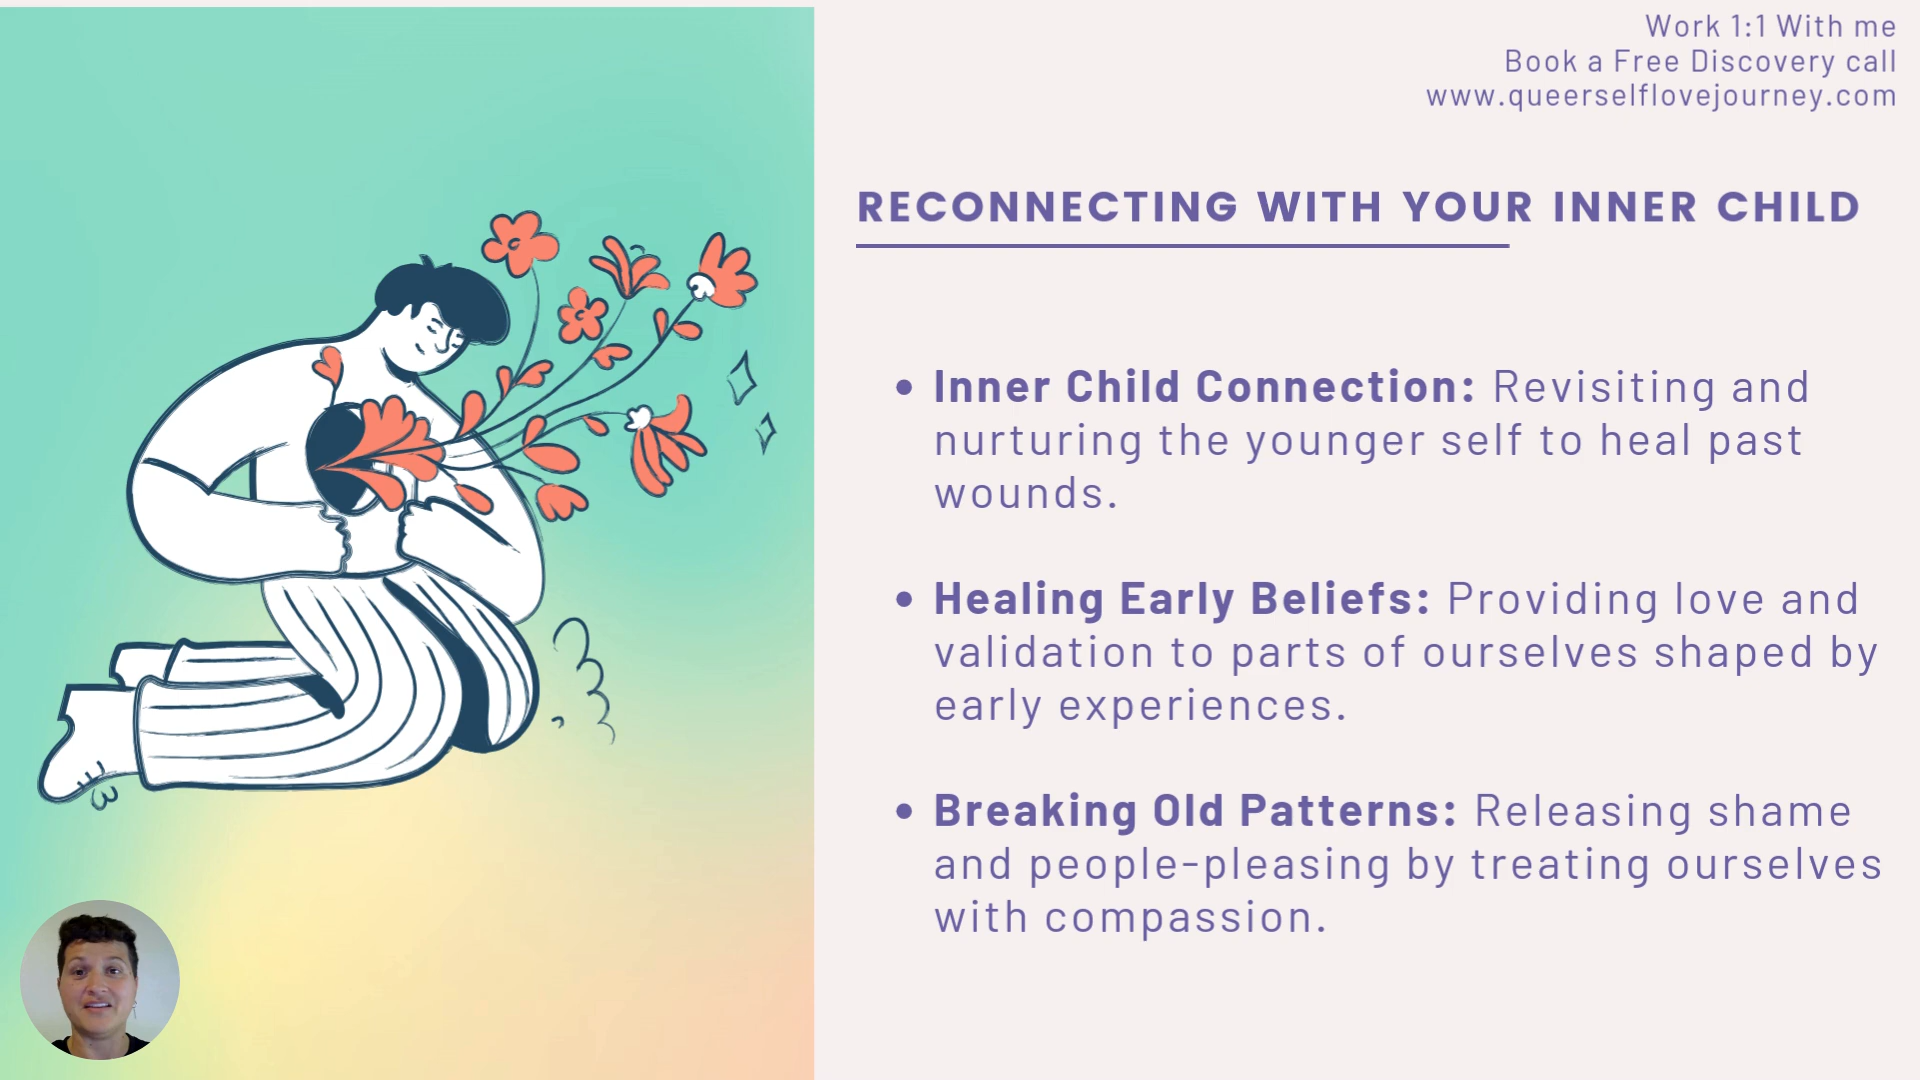 Work 1:1 With me
Book a Free Discovery call
www.queerselflovejourney.com
RECONNECTING WITH YOUR INNER CHILD
• Inner Child Connection: Revisiting and
nurturing the younger self to heal past
wounds.
• Healing Early Beliefs: Providing love and
validation to parts of ourselves shaped by
early experiences.
• Breaking Old Patterns: Releasing shame
and people-pleasing by treating ourselves
with compassion.